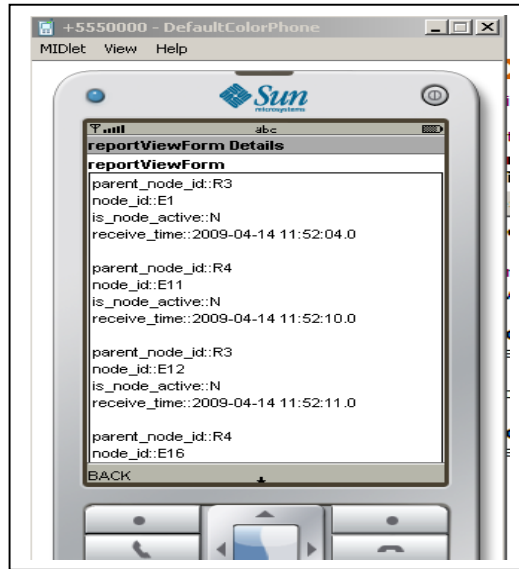 +5550000 - DefaultColorPhone
MIDlet View Help
Sun
microsystems
abc
reportViewForm Details
reportViewForm
parent_node_id::R3
node_id::E1
is_node_active::N
receive_time::2009-04-14 11:52:04.0
parent_node_id::R4
node_id::E11
is_node_active::N
receive_time::2009-04-14 11:52:10.0
parent_node_id::R3
node_id::E12
is_node_active::N
receive_time::2009-04-14 11:52:11.0
parent_node_id::R4
node_id::E16
BACK